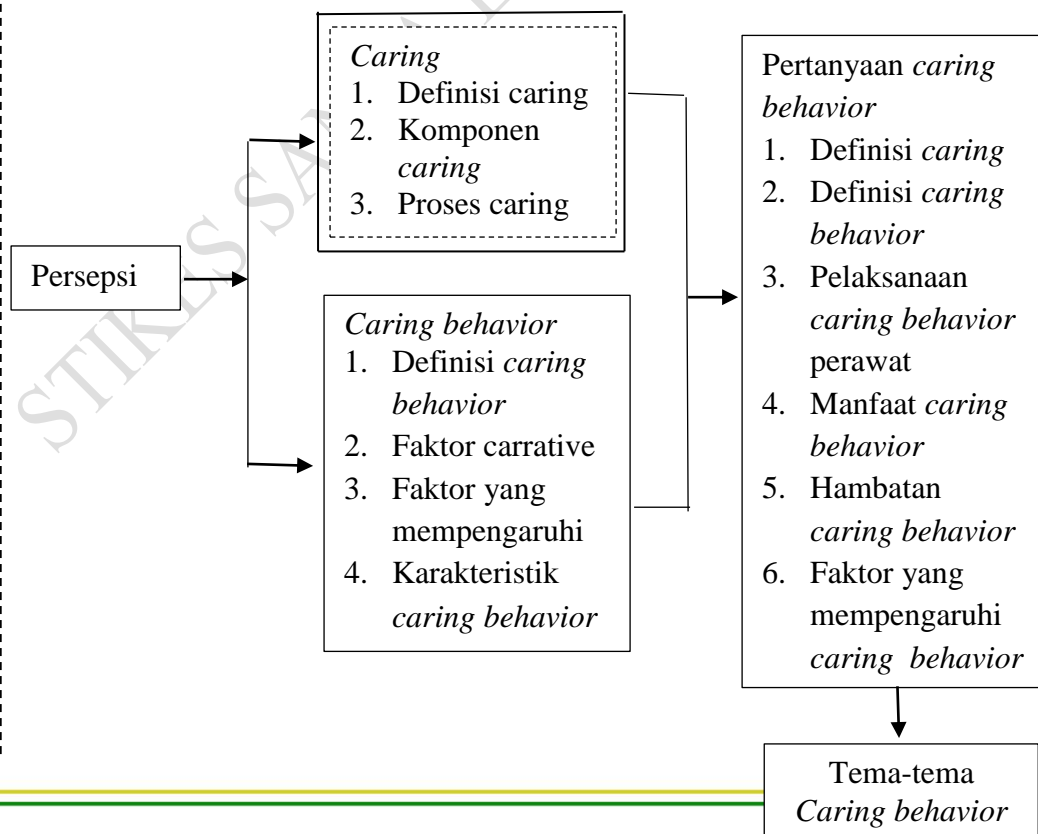 Persepsi
Caring
1. Definisi caring
2. Komponen
caring
3. Proses caring
Caring behavior
1. Definisi caring
behavior
2. Faktor carrative
3. Faktor yang
mempengaruhi
4. Karakteristik
caring behavior
Pertanyaan caring
behavior
1. Definisi caring
2. Definisi caring
behavior
3. Pelaksanaan
caring behavior
perawat
4. Manfaat caring
behavior
5. Hambatan
caring behavior
6. Faktor yang
mempengaruhi
caring behavior
Tema-tema
Caring behavior
STIKES